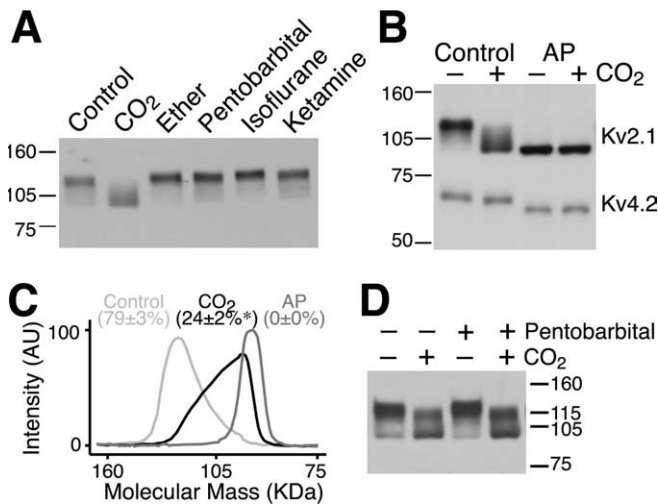 A
Control
CO2
Ether
Pentobarbital
Isoflurane
Ketamine
160
105
75
B
Control AP
– + – + CO2
160
105
75
50
Kv2.1
Kv4.2
C
Control CO2 AP
(79±3%) (24±2%*) (0±0%)
Intensity (AU)
100
0
160 105 75
Molecular Mass (KDa)
D
– – + + Pentobarbital
– + – + CO2
160
115
105
75